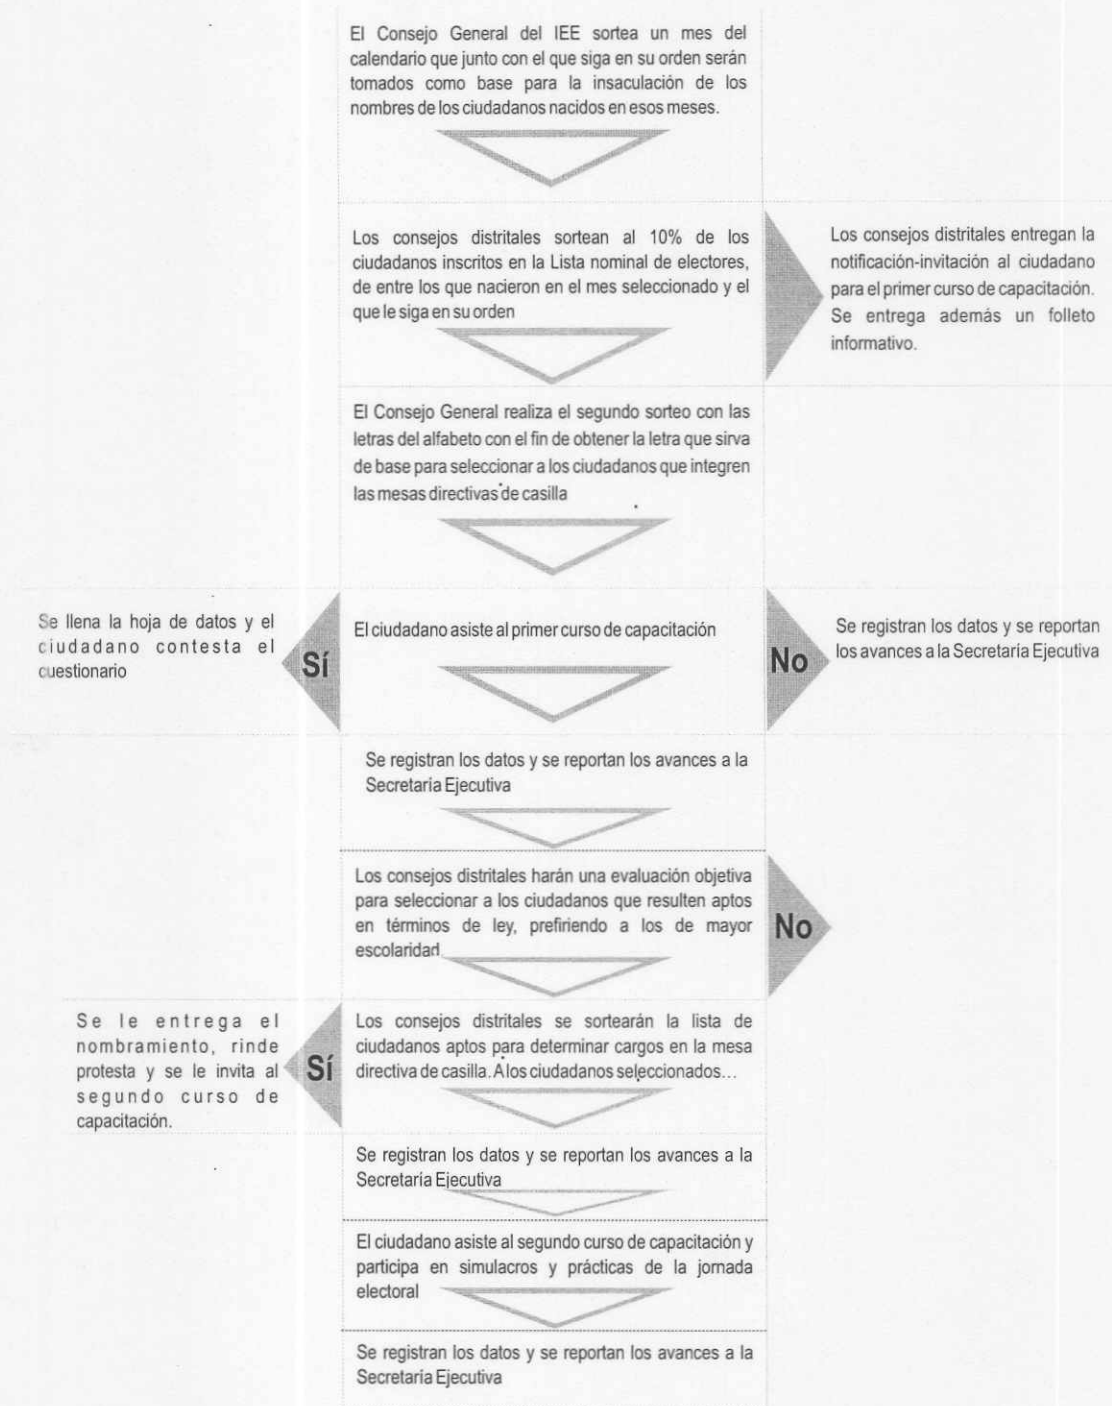 El Consejo General del IEE sortea un mes del
calendario que junto con el que siga en su orden serán
tomados como base para la insaculación de los
nombres de los ciudadanos nacidos en esos meses.
Los consejos distritales sortean al 10% de los
ciudadanos inscritos en la Lista nominal de electores,
de entre los que nacieron en el mes seleccionado y el
que le siga en su orden
Los consejos distritales entregan la
notificación-invitación al ciudadano
para el primer curso de capacitación.
Se entrega además un folleto
informativo.
El Consejo General realiza el segundo sorteo con las
letras del alfabeto con el fin de obtener la letra que sirva
de base para seleccionar a los ciudadanos que integren
las mesas directivas de casilla
Se llena la hoja de datos y el
ciudadano contesta el
cuestionario
Sí
El ciudadano asiste al primer curso de capacitación
No
Se registran los datos y se reportan
los avances a la Secretaría Ejecutiva
Se registran los datos y se reportan los avances a la
Secretaría Ejecutiva
Los consejos distritales harán una evaluación objetiva
para seleccionar a los ciudadanos que resulten aptos
en términos de ley, prefiriendo a los de mayor
escolaridad.
No
Se le entrega el
nombramiento, rinde
protesta y se le invita al
segundo curso de
capacitación.
Sí
Los consejos distritales se sortearán la lista de
ciudadanos aptos para determinar cargos en la mesa
directiva de casilla. A los ciudadanos seleccionados...
Se registran los datos y se reportan los avances a la
Secretaría Ejecutiva
El ciudadano asiste al segundo curso de capacitación y
participa en simulacros y prácticas de la jornada
electoral
Se registran los datos y se reportan los avances a la
Secretaría Ejecutiva